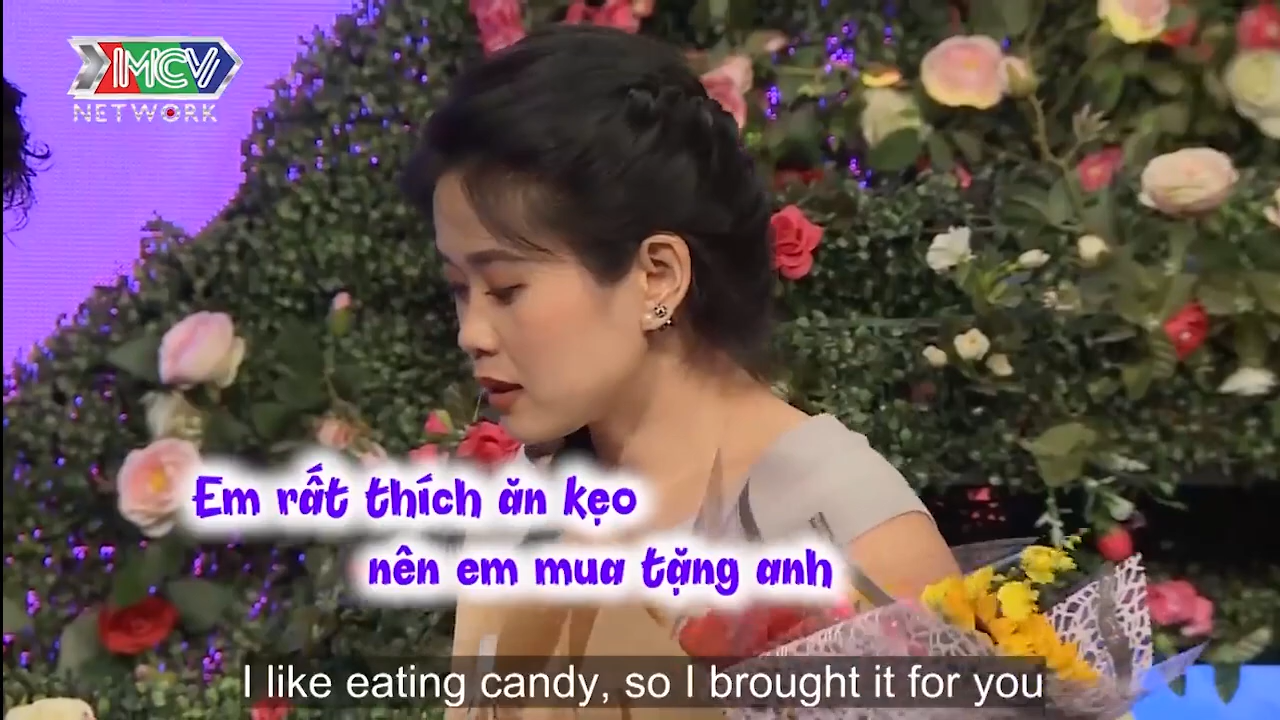 MCV
NETWORK
Em rất thích ăn kẹo
nên em mua tặng anh
I like eating candy, so I brought it for you